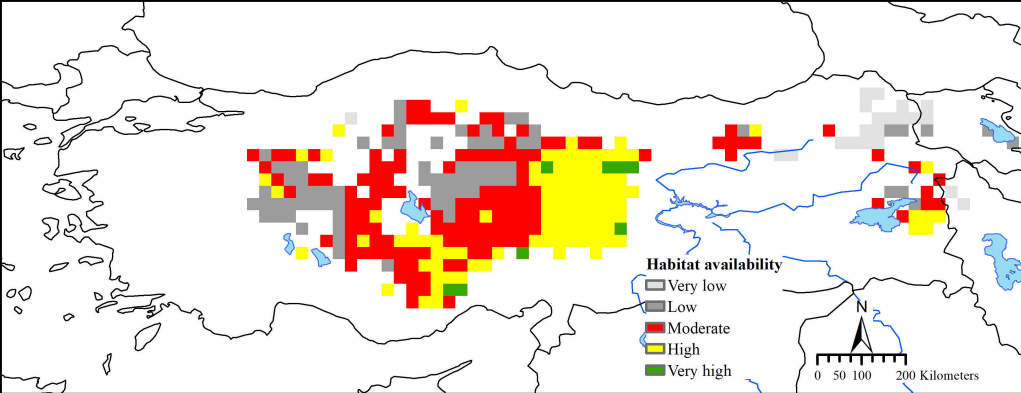 Habitat availability
Very low
Low
Moderate
High
Very high
N
0 50 100 200 Kilometers